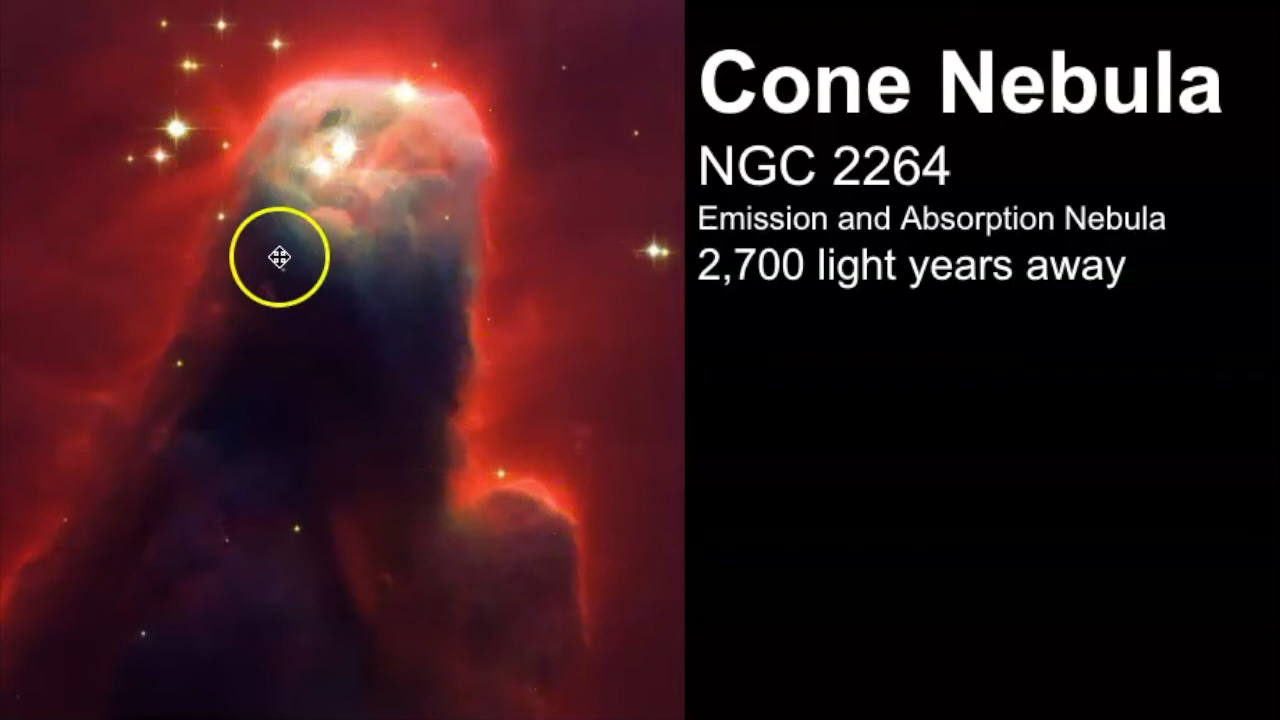 Cone Nebula
NGC 2264
Emission and Absorption Nebula
2,700 light years away